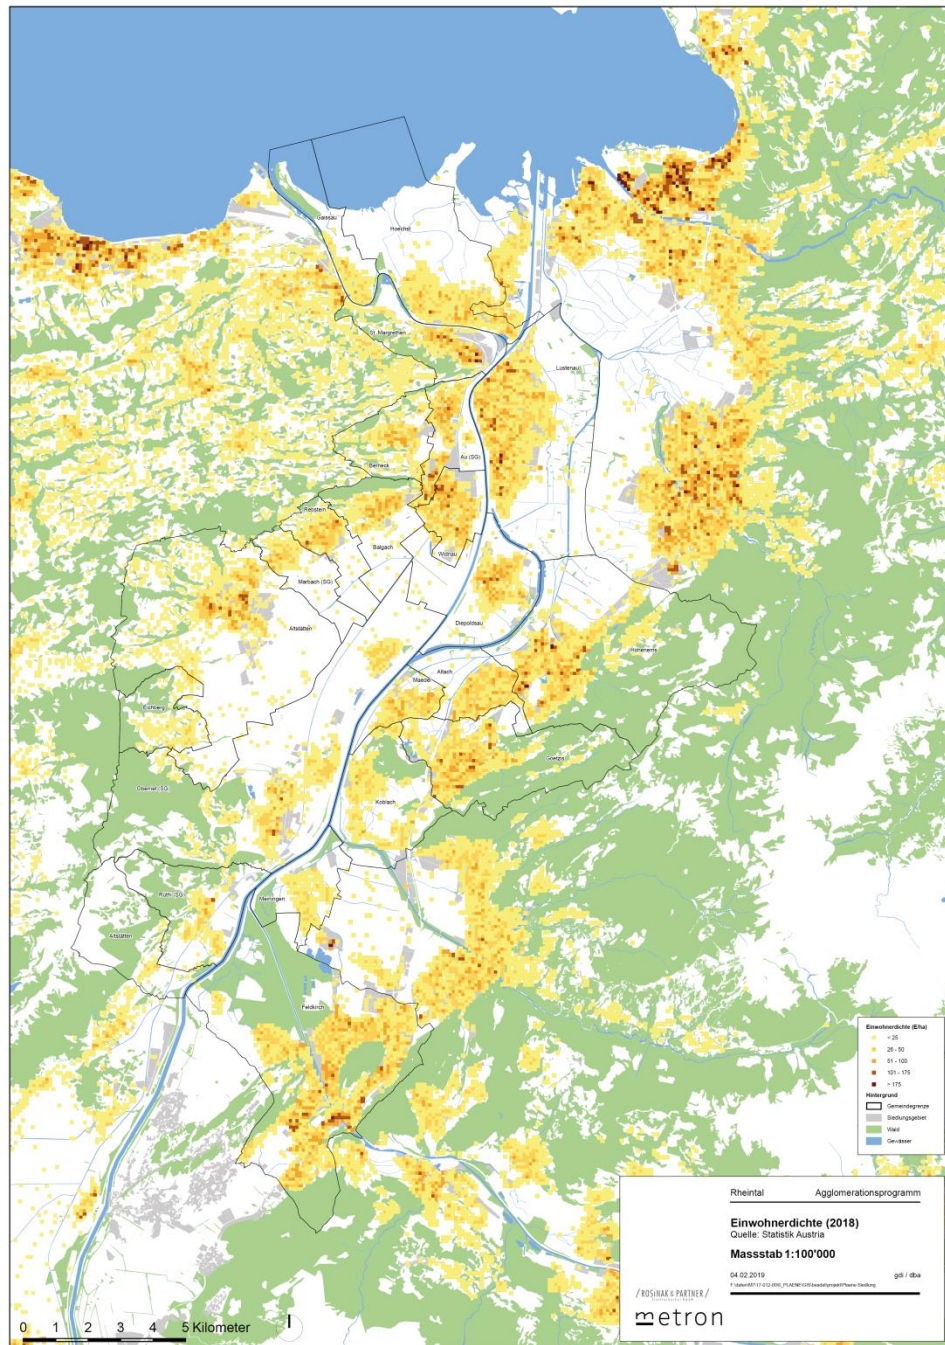 Gaissau
Hoechst
St. Margrethen
Lustenau
Au (SG)
Berneck
Rebstein
Balgach
Widnau
Marbach (SG)
Altstätten
Diepoldsau
Hohenems
Altach
Maeder
Eichberg
Goetzis
Oberriet (SG)
Koblach
Rüthi (SG)
Meiningen
Altstätten
Feldkirch
Einwohnerdichte (E/ha)
< 25
26 - 50
51 - 100
101 - 175
> 175
Hintergrund
Gemeindegrenze
Siedlungsgebiet
Wald
Gewässer
Rheintal Agglomerationsprogramm
Einwohnerdichte (2018)
Quelle: Statistik Austria
Massstab 1:100'000
04.02.2019 gdi / dba
/ ROSINAK & PARTNER /
metron
0 1 2 3 4 5 Kilometer